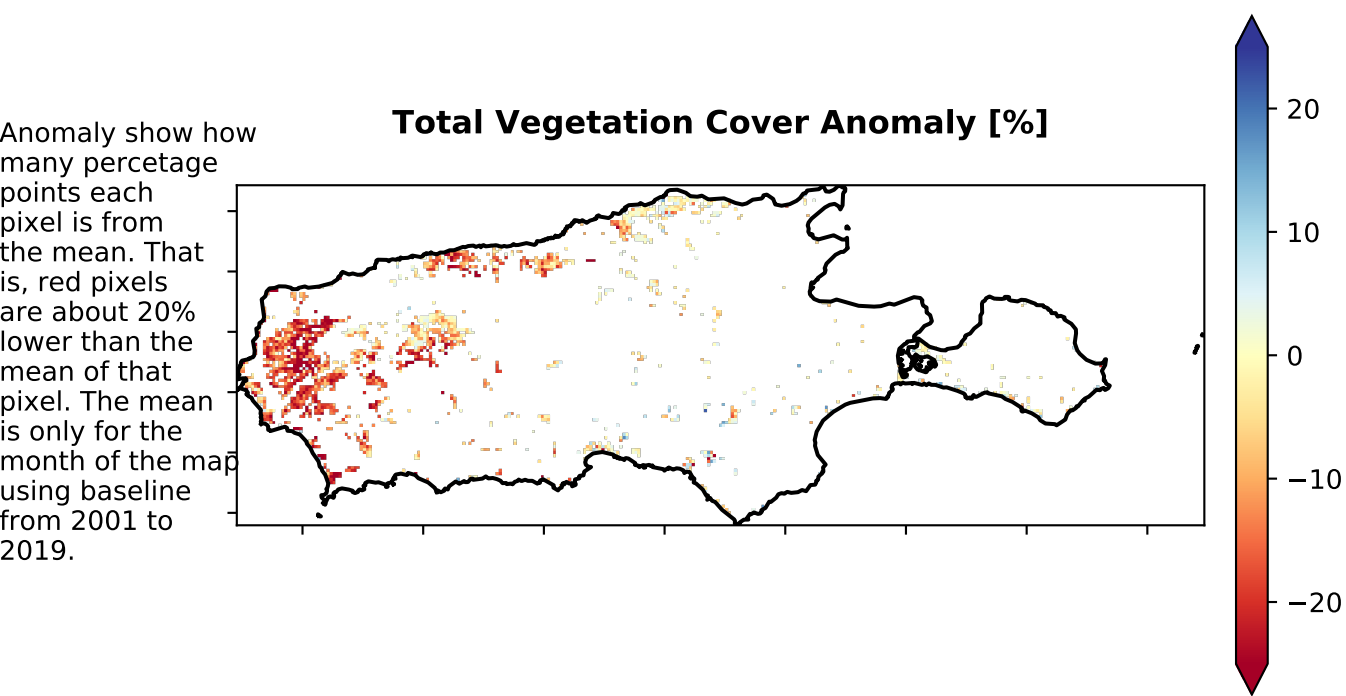 Total Vegetation Cover Anomaly [%]
Anomaly show how
many percetage
points each
pixel is from
the mean. That
is, red pixels
are about 20%
lower than the
mean of that
pixel. The mean
is only for the
month of the map
using baseline
from 2001 to
2019.
20
10
0
−10
−20